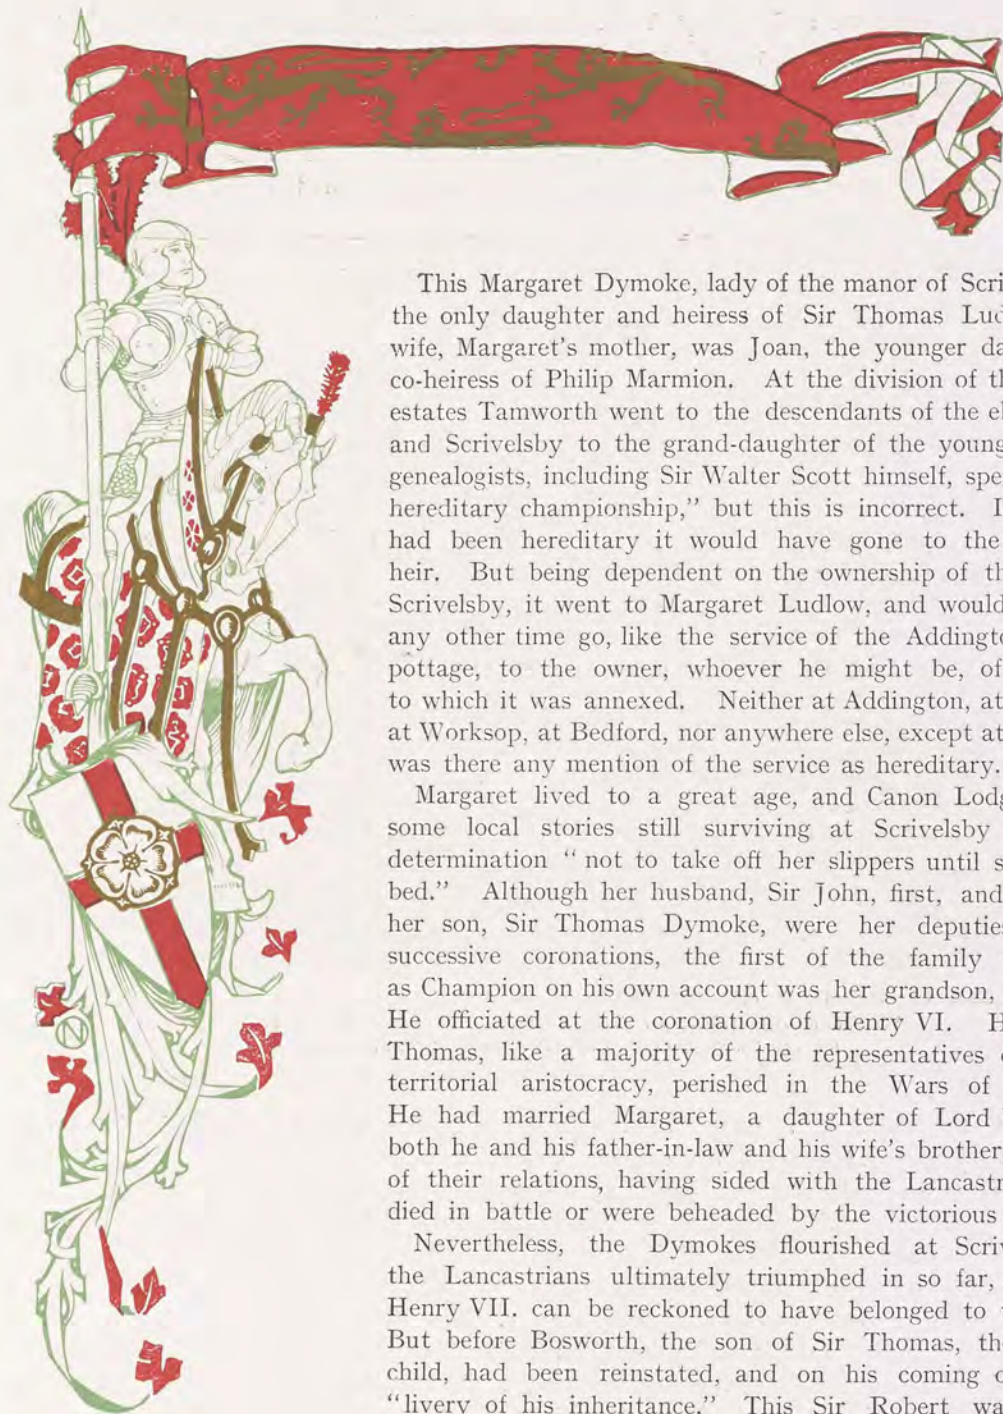 This Margaret Dymoke, lady of the manor of Scri
the only daughter and heiress of Sir Thomas Lud
wife, Margaret's mother, was Joan, the younger da
co-heiress of Philip Marmion. At the division of th
estates Tamworth went to the descendants of the el
and Scrivelsby to the grand-daughter of the young
genealogists, including Sir Walter Scott himself, spe
hereditary championship,” but this is incorrect. I
had been hereditary it would have gone to the
heir. But being dependent on the ownership of th
Scrivelsby, it went to Margaret Ludlow, and would
any other time go, like the service of the Addingto
pottage, to the owner, whoever he might be, of
to which it was annexed. Neither at Addington, at
at Worksop, at Bedford, nor anywhere else, except at
was there any mention of the service as hereditary.
Margaret lived to a great age, and Canon Lodg
some local stories still surviving at Scrivelsby
determination “ not to take off her slippers until s
bed.” Although her husband, Sir John, first, and
her son, Sir Thomas Dymoke, were her deputies
successive coronations, the first of the family
as Champion on his own account was her grandson,
He officiated at the coronation of Henry VI. H
Thomas, like a majority of the representatives
territorial aristocracy, perished in the Wars of
He had married Margaret, a daughter of Lord
both he and his father-in-law and his wife's brother
of their relations, having sided with the Lancastr
died in battle or were beheaded by the victorious
Nevertheless, the Dymokes flourished at Scriv
the Lancastrians ultimately triumphed in so far,
Henry VII. can be reckoned to have belonged to
But before Bosworth, the son of Sir Thomas, the
child, had been reinstated, and on his coming o
“livery of his inheritance.” This Sir Robert wa